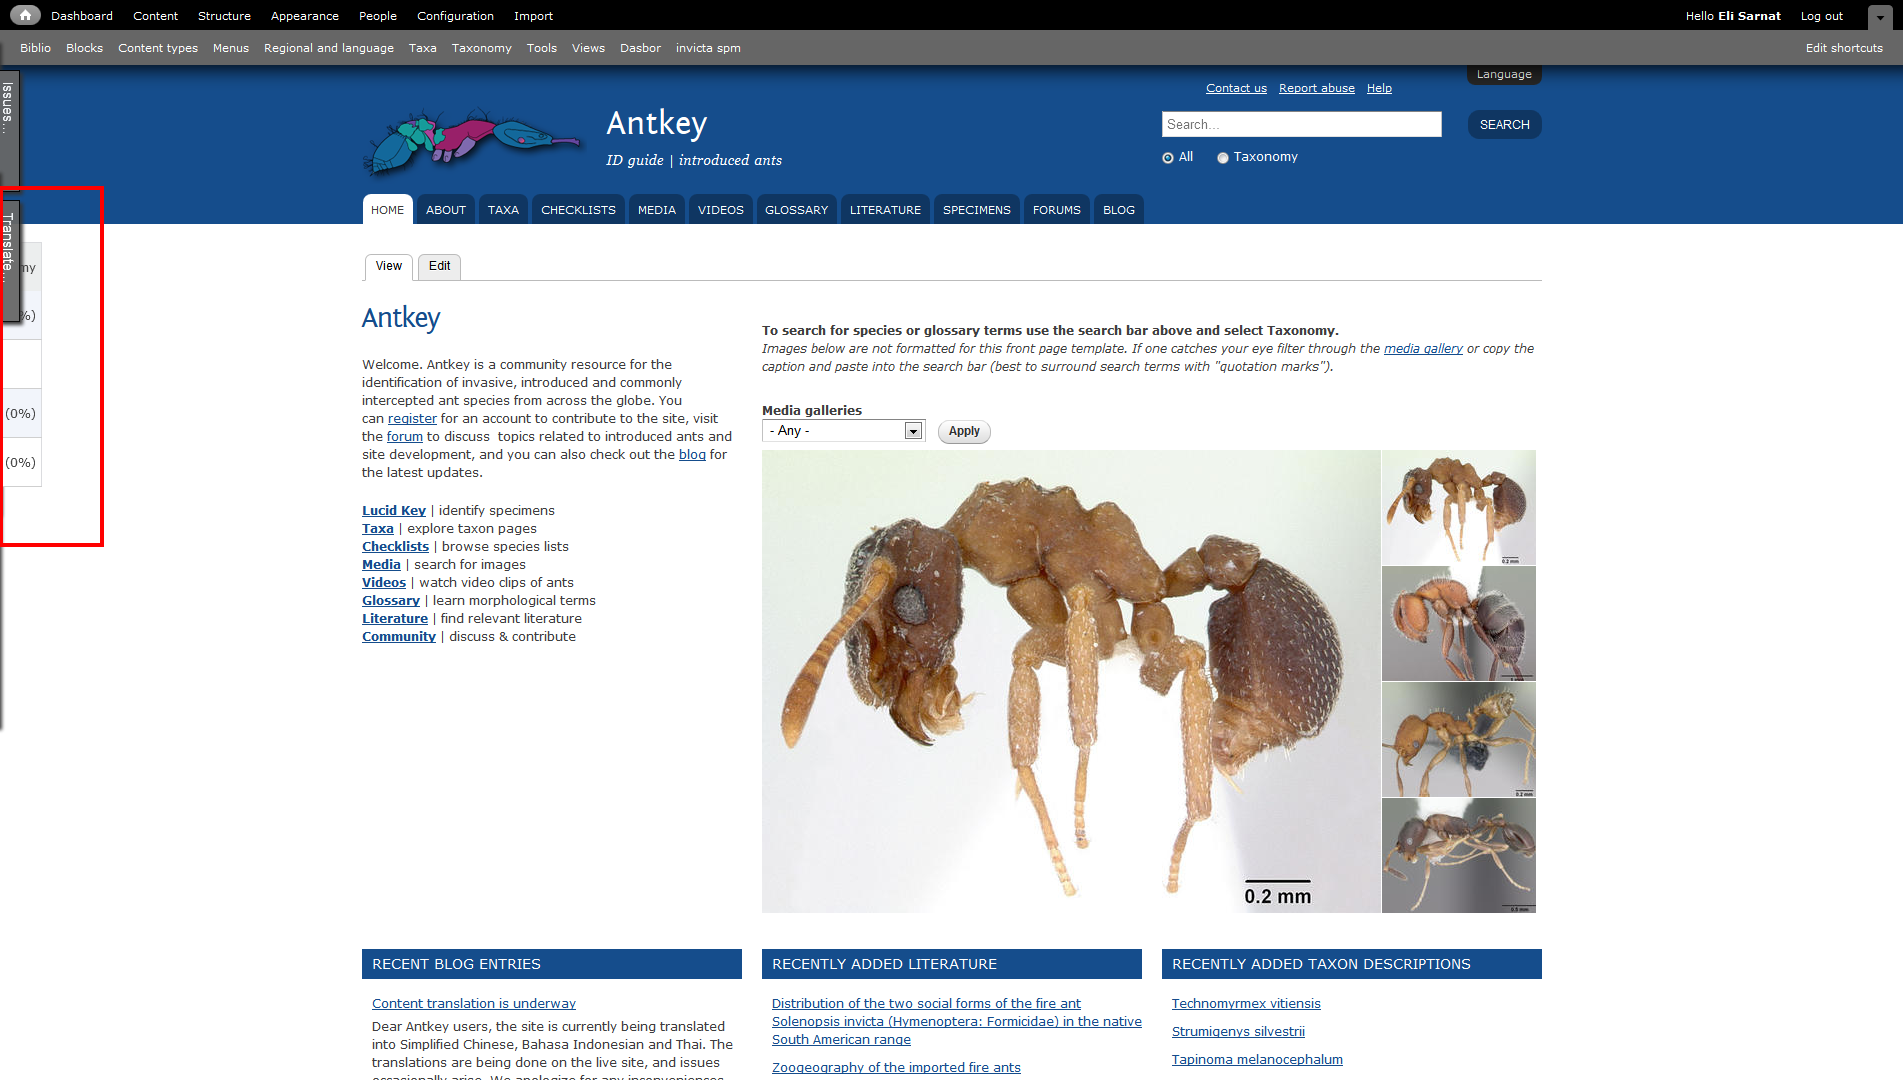 Dashboard Content Structure Appearance People Configuration Import Hello Eli Sarnat Log out
Biblio Blocks Content types Menus Regional and language Taxa Taxonomy Tools Views Dasbor invicta spm Edit shortcuts
Language
Issues...
Translate...
my
%)
(0%)
(0%)
Contact us Report abuse Help
Antkey
ID guide | introduced ants
Search...
SEARCH
All Taxonomy
HOME ABOUT TAXA CHECKLISTS MEDIA VIDEOS GLOSSARY LITERATURE SPECIMENS FORUMS BLOG
View Edit
Antkey
Welcome. Antkey is a community resource for the
identification of invasive, introduced and commonly
intercepted ant species from across the globe. You
can register for an account to contribute to the site, visit
the forum to discuss topics related to introduced ants and
site development, and you can also check out the blog for
the latest updates.
Lucid Key | identify specimens
Taxa | explore taxon pages
Checklists | browse species lists
Media | search for images
Videos | watch video clips of ants
Glossary | learn morphological terms
Literature | find relevant literature
Community | discuss & contribute
To search for species or glossary terms use the search bar above and select Taxonomy.
Images below are not formatted for this front page template. If one catches your eye filter through the media gallery or copy the
caption and paste into the search bar (best to surround search terms with "quotation marks").
Media galleries
- Any - Apply
0.2 mm
0.2 mm
0.2 mm
RECENT BLOG ENTRIES
Content translation is underway
Dear Antkey users, the site is currently being translated
into Simplified Chinese, Bahasa Indonesian and Thai. The
translations are being done on the live site, and issues
occasionally arise. We apologize for any inconveniences
RECENTLY ADDED LITERATURE
Distribution of the two social forms of the fire ant
Solenopsis invicta (Hymenoptera: Formicidae) in the native
South American range
Zoogeography of the imported fire ants
RECENTLY ADDED TAXON DESCRIPTIONS
Technomyrmex vitiensis
Strumigenys silvestrii
Tapinoma melanocephalum